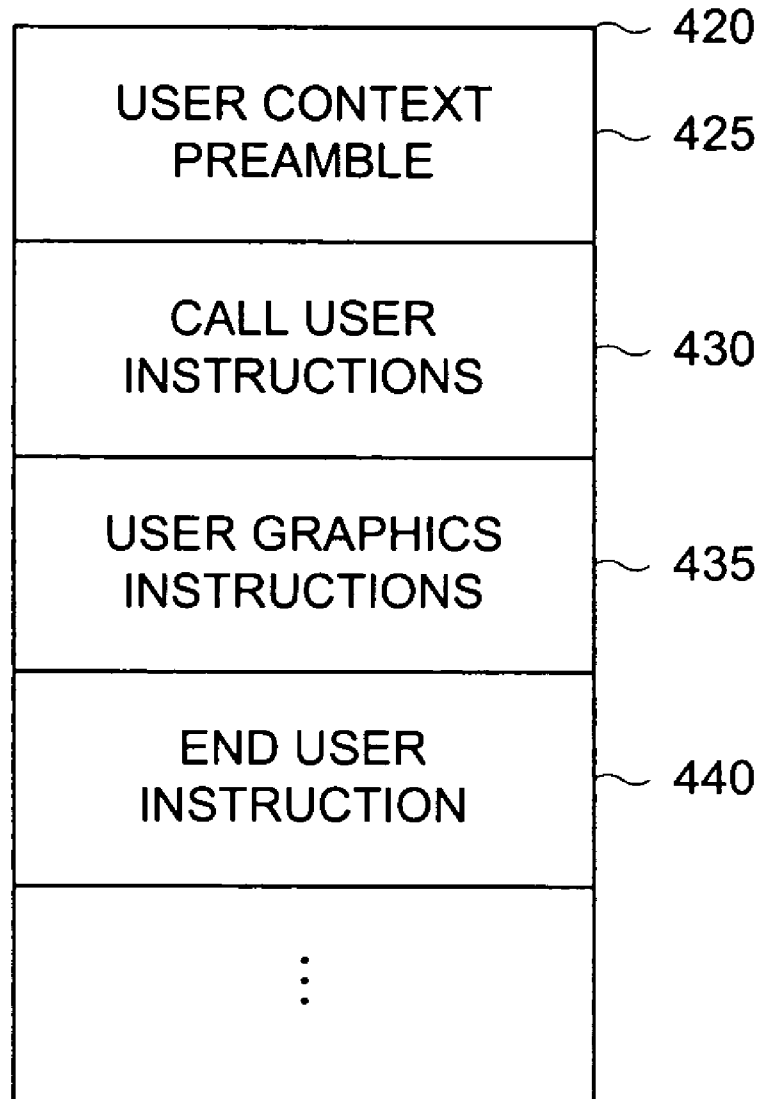 420
USER CONTEXT
PREAMBLE
425
CALL USER
INSTRUCTIONS
430
USER GRAPHICS
INSTRUCTIONS
435
END USER
INSTRUCTION
440
⋮